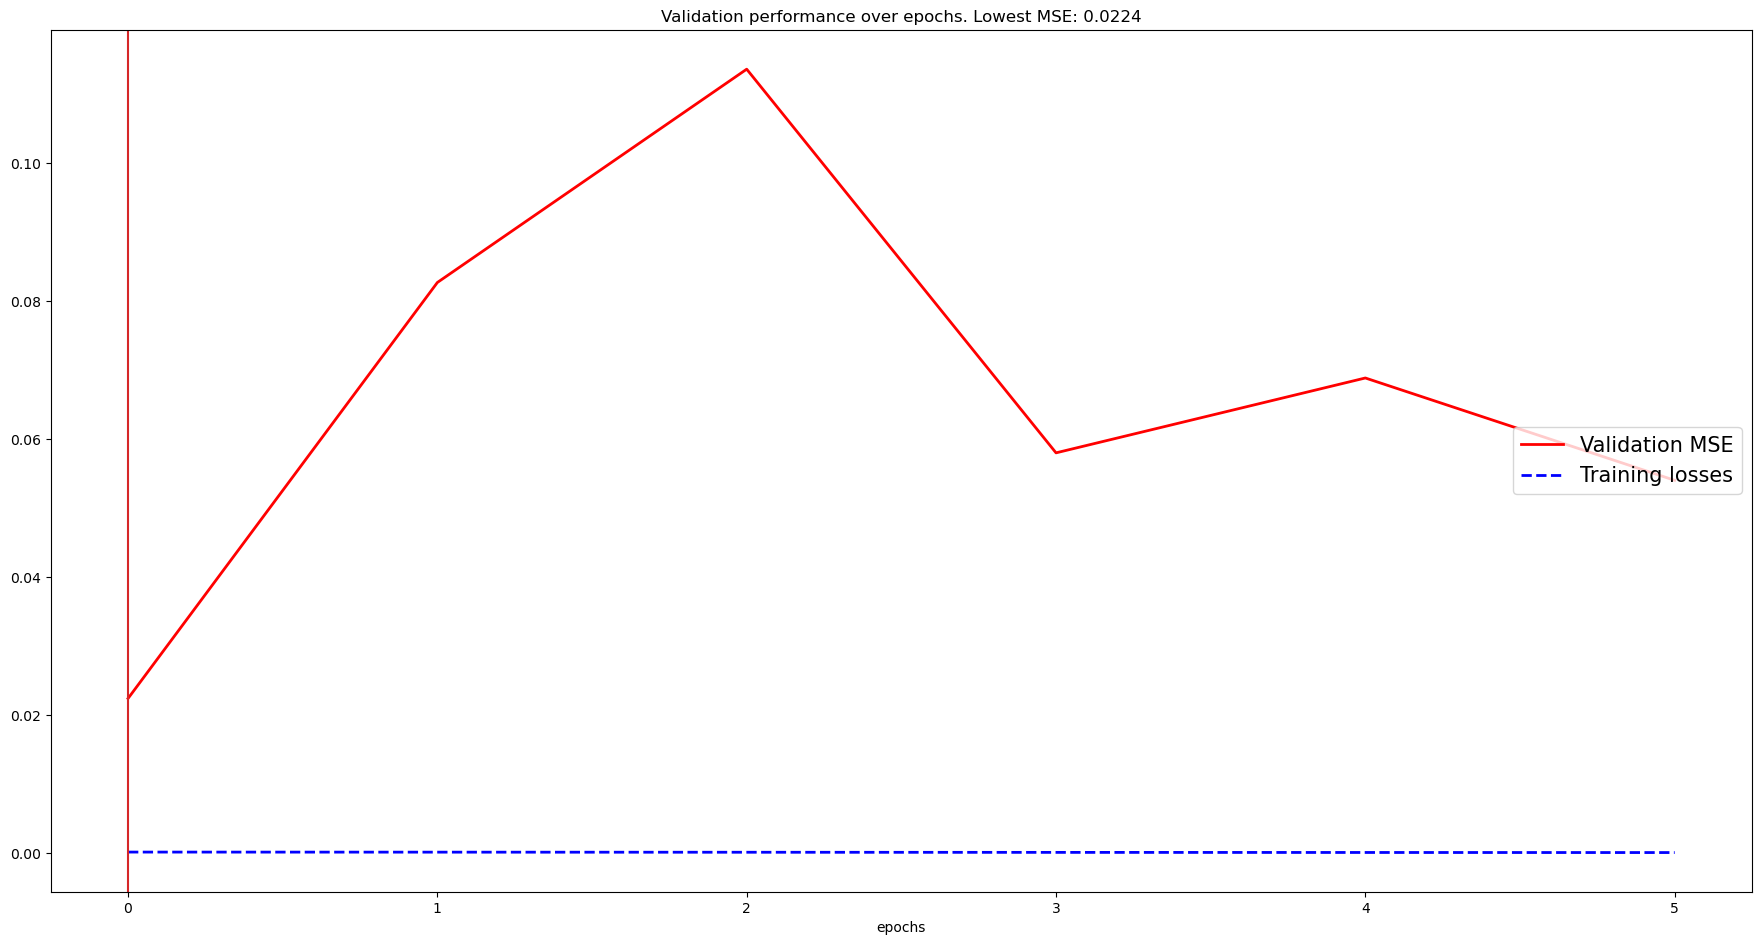 Validation performance over epochs. Lowest MSE: 0.0224
0.10
0.08
0.06
0.04
0.02
0.00
Validation MSE
Training losses
0 1 2 3 4 5
epochs